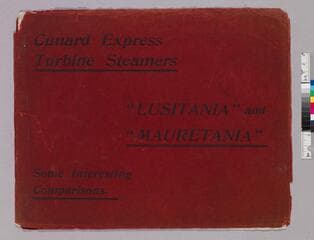 Cunard Express
Turbine Steamers
"LUSITANIA" and
"MAURETANIA"
Some Interesting
Comparisons.